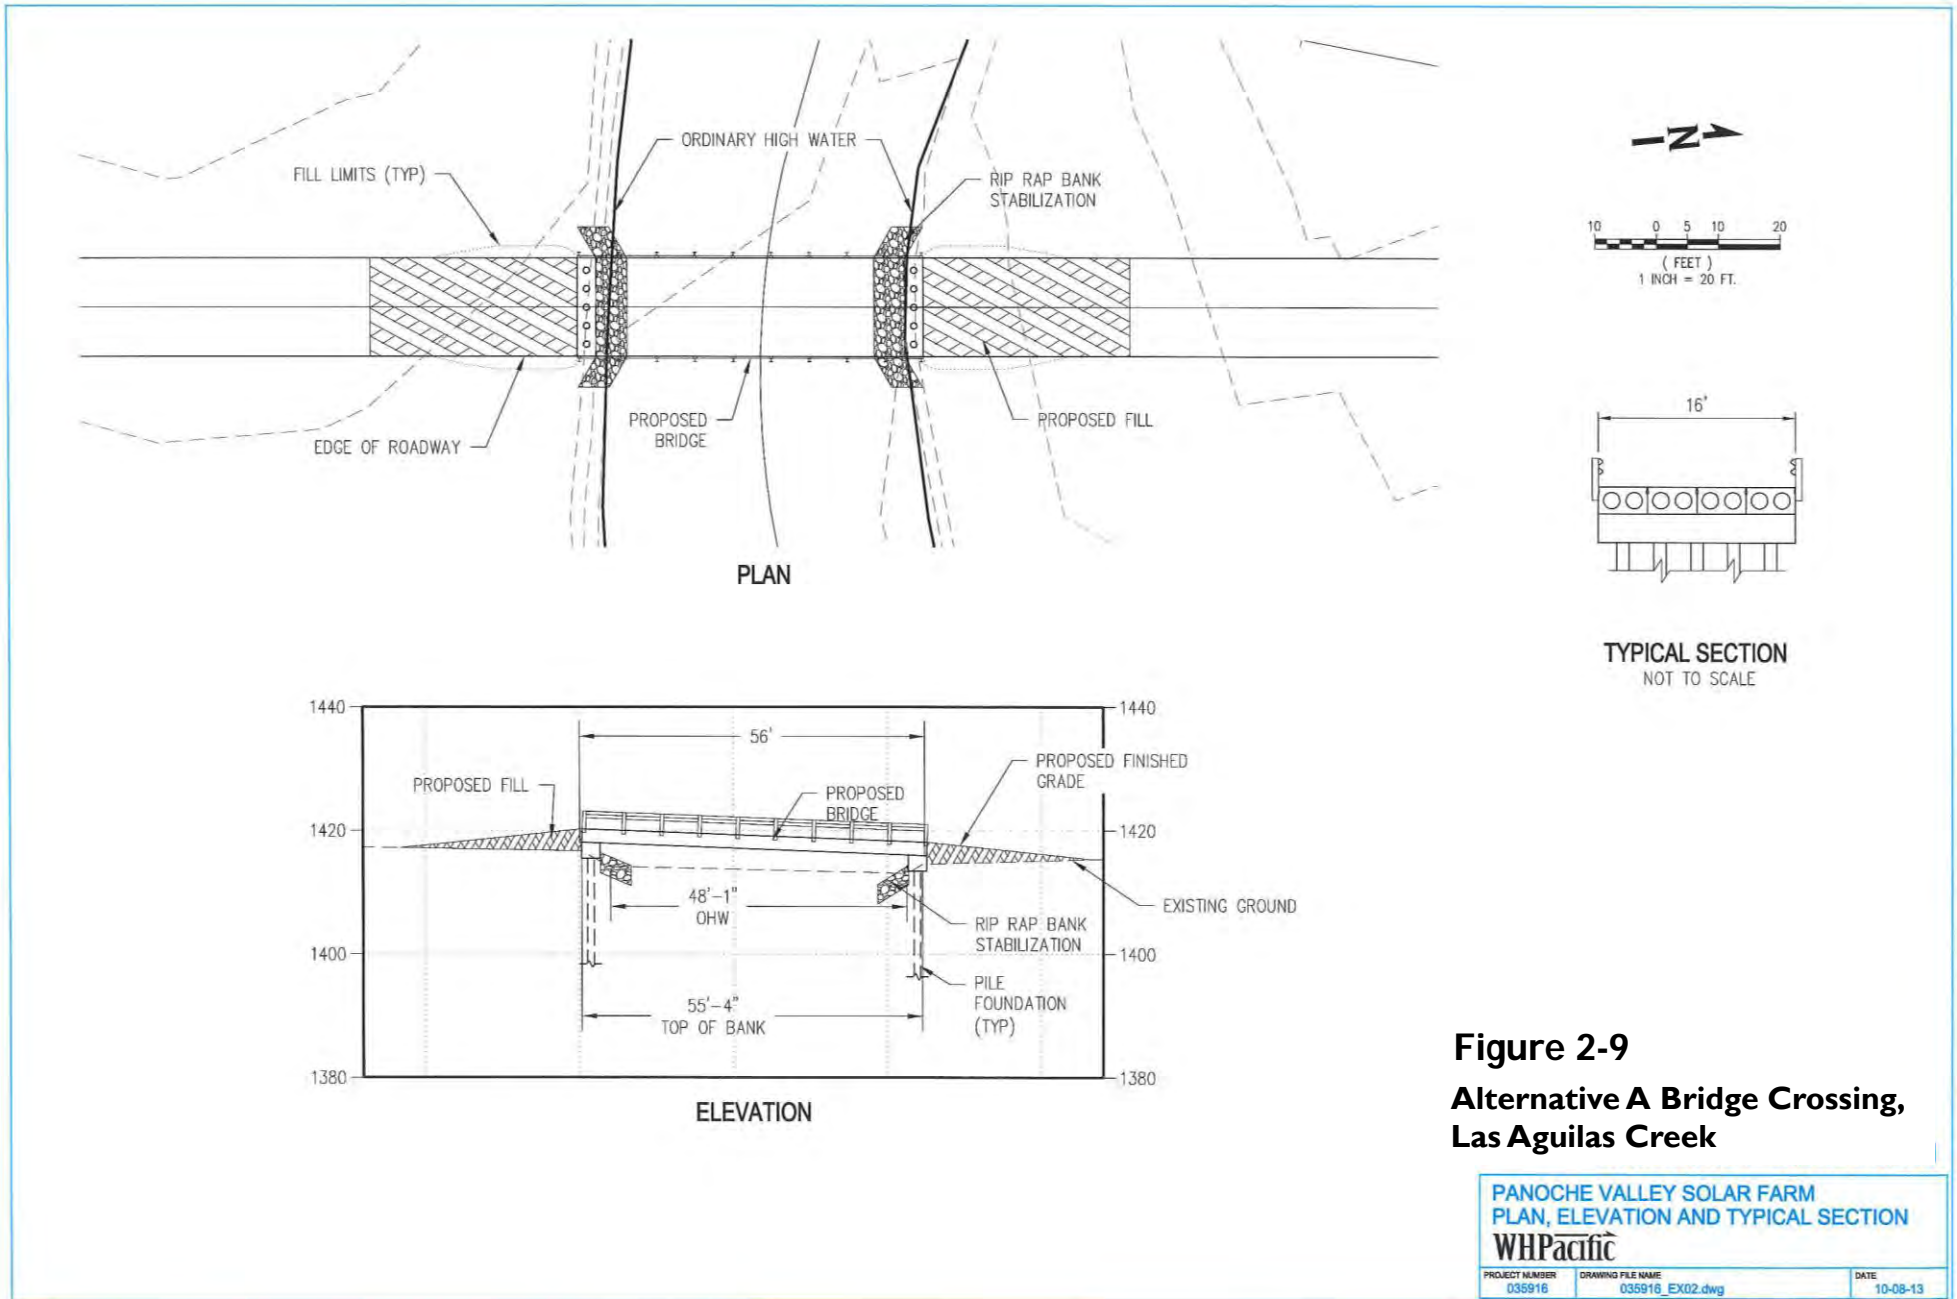 ORDINARY HIGH WATER
FILL LIMITS (TYP)
RIP RAP BANK
STABILIZATION
PROPOSED
BRIDGE
PROPOSED FILL
EDGE OF ROADWAY
PLAN
N
10 0 5 10 20
( FEET )
1 INCH = 20 FT.
16'
TYPICAL SECTION
NOT TO SCALE
1440
1440
56'
PROPOSED FILL
PROPOSED
BRIDGE
PROPOSED FINISHED
GRADE
1420
1420
48'-1"
OHW
EXISTING GROUND
RIP RAP BANK
STABILIZATION
1400
1400
PILE
FOUNDATION
(TYP)
55'-4"
TOP OF BANK
1380
1380
ELEVATION
Figure 2-9
Alternative A Bridge Crossing,
Las Aguilas Creek
PANOCHE VALLEY SOLAR FARM
PLAN, ELEVATION AND TYPICAL SECTION
WHPacific
PROJECT NUMBER
035916
DRAWING FILE NAME
035916_EX02.dwg
DATE
10-08-13